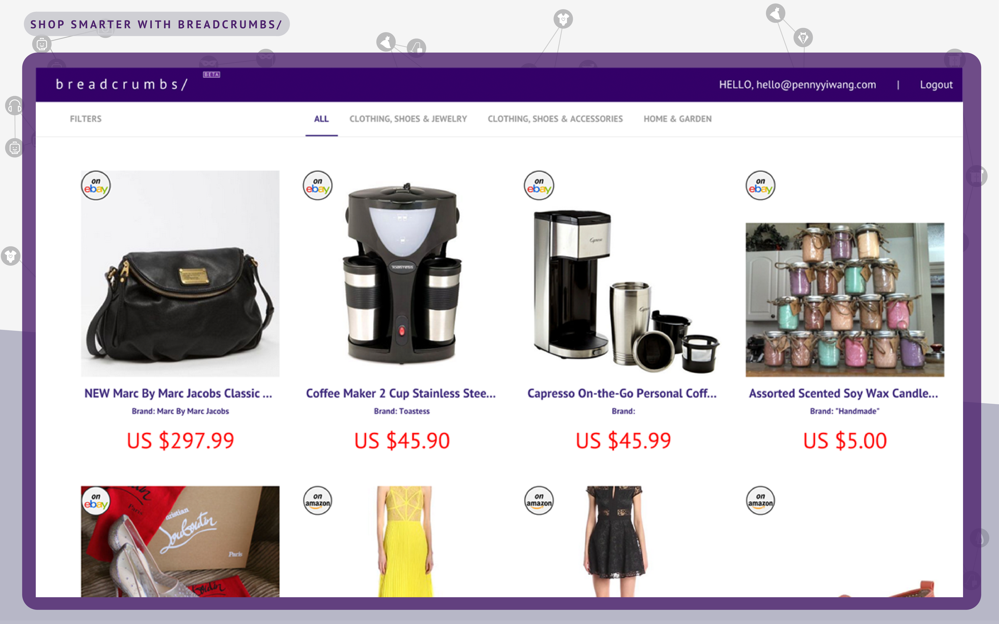 SHOP SMARTER WITH BREADCRUMBS/
breadcrumbs/
BETA
HELLO, hello@pennyyiwang.com | Logout
FILTERS
ALL
CLOTHING, SHOES & JEWELRY
CLOTHING, SHOES & ACCESSORIES
HOME & GARDEN
on
ebay
on
ebay
on
ebay
on
ebay
TOASTESS
Capresso
NEW Marc By Marc Jacobs Classic ...
Brand: Marc By Marc Jacobs
US $297.99
Coffee Maker 2 Cup Stainless Stee...
Brand: Toastess
US $45.90
Capresso On-the-Go Personal Coff...
Brand:
US $45.99
Assorted Scented Soy Wax Candle...
Brand: "Handmade"
US $5.00
on
ebay
Paris
hristian
Louboutin
Paris
on
amazon
on
amazon
on
amazon